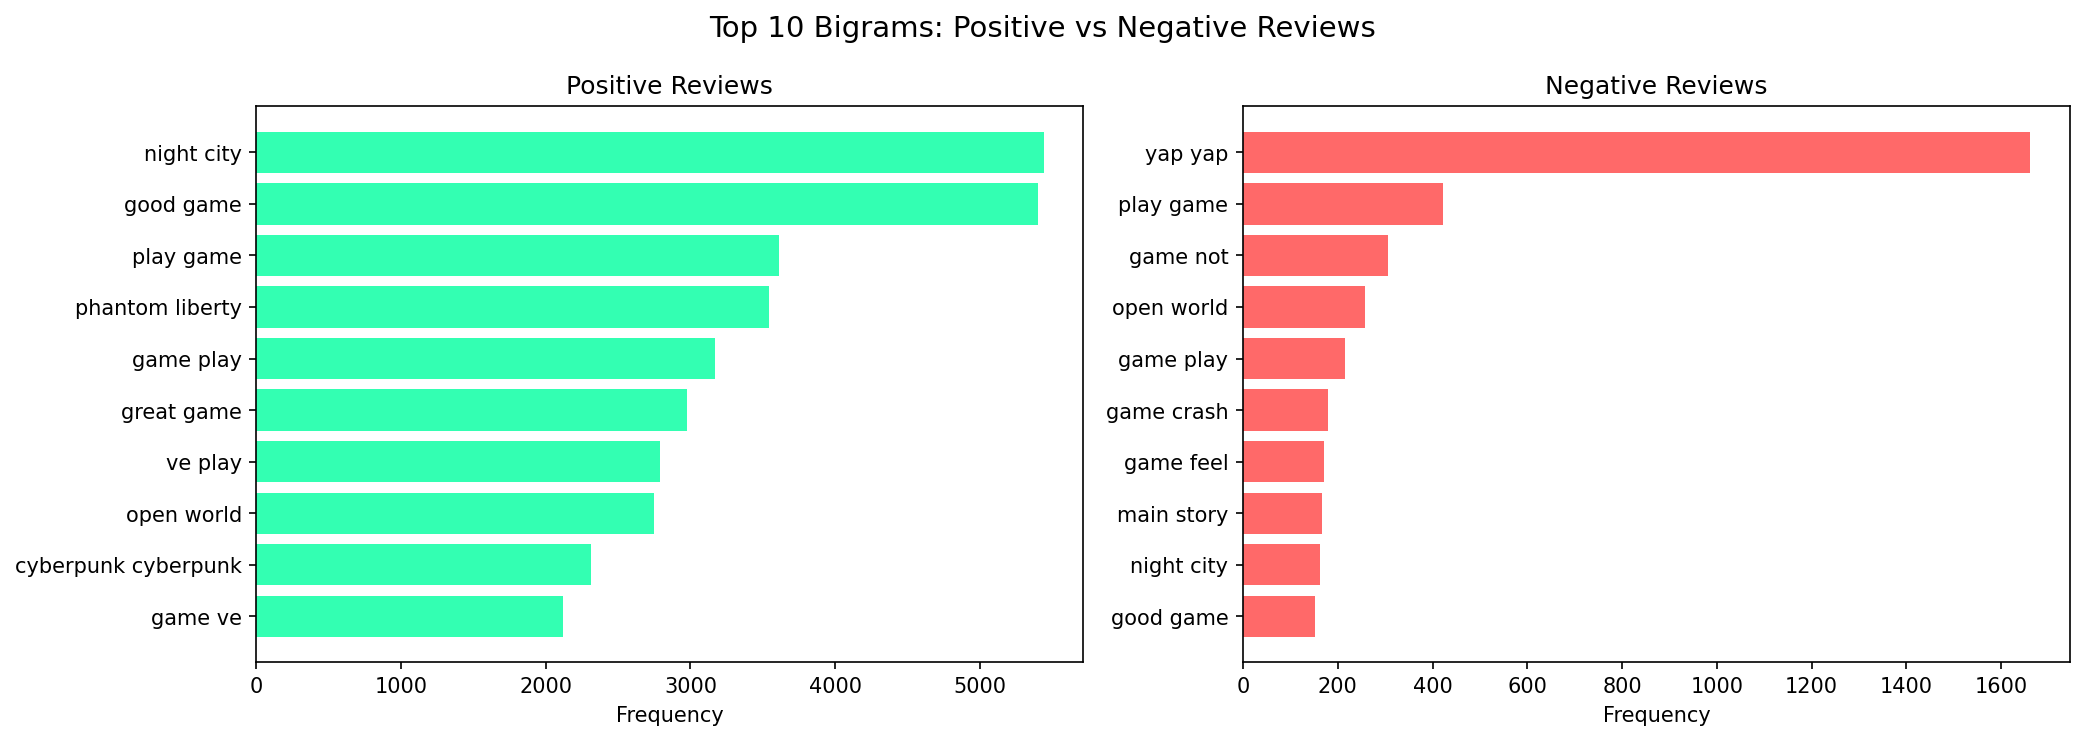 Top 10 Bigrams: Positive vs Negative Reviews
Positive Reviews
night city
good game
play game
phantom liberty
game play
great game
ve play
open world
cyberpunk cyberpunk
game ve
0 1000 2000 3000 4000 5000
Frequency
Negative Reviews
yap yap
play game
game not
open world
game play
game crash
game feel
main story
night city
good game
0 200 400 600 800 1000 1200 1400 1600
Frequency